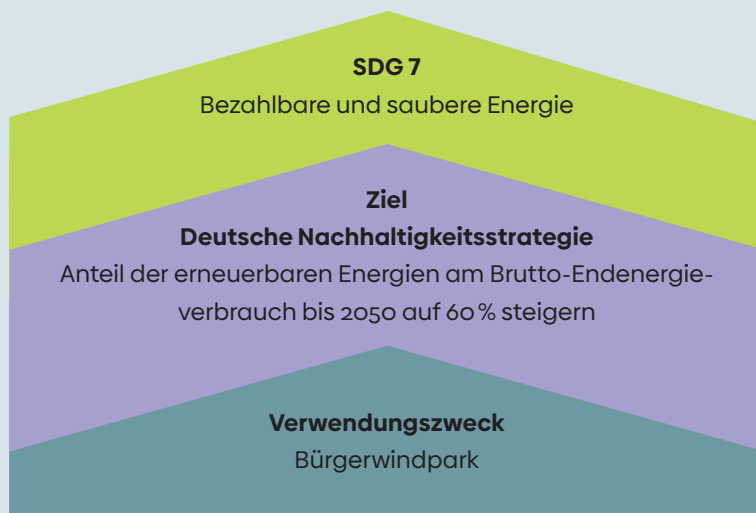 SDG 7
Bezahlbare und saubere Energie
Ziel
Deutsche Nachhaltigkeitsstrategie
Anteil der erneuerbaren Energien am Brutto-Endenergie-
verbrauch bis 2050 auf 60 % steigern
Verwendungszweck
Bürgerwindpark